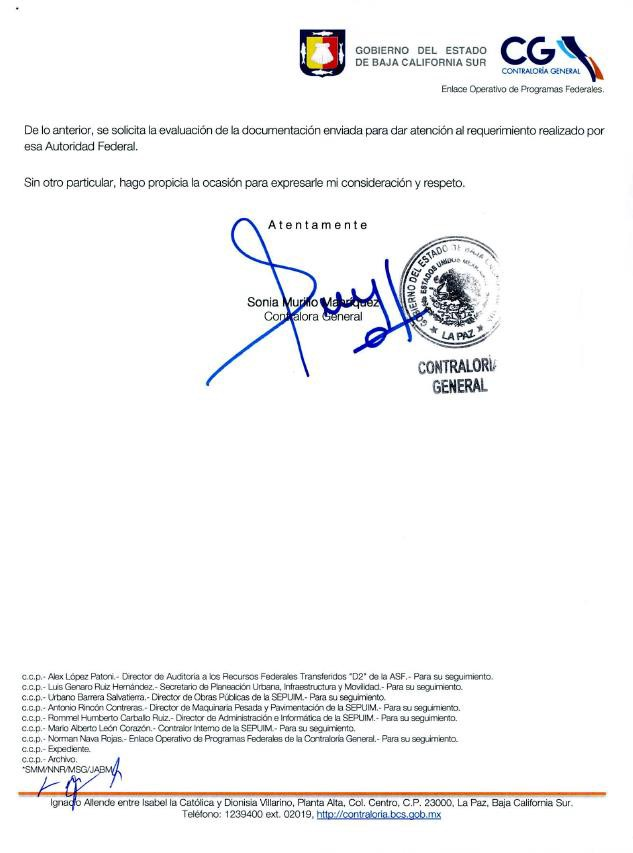 GOBIERNO DEL ESTADO
DE BAJA CALIFORNIA SUR
CG
CONTRALORÍA GENERAL
Enlace Operativo de Programas Federales.
De lo anterior, se solicita la evaluación de la documentación enviada para dar atención al requerimiento realizado por
esa Autoridad Federal.
Sin otro particular, hago propicia la ocasión para expresarle mi consideración y respeto.
Atentamente
Sonia Murillo Manríquez
Contralora General
GOBIERNO DEL ESTADO DE BAJA
ESTADOS UNIDOS
LA PAZ
CONTRALORÍA
GENERAL
c.c.p.- Alex López Patoni.- Director de Auditoria a los Recursos Federales Transferidos "D2" de la ASF.- Para su seguimiento.
c.c.p.- Luis Genaro Ruiz Hernández.- Secretario de Planeación Urbana, Infraestructura y Movilidad.- Para su seguimiento.
c.c.p.- Urbano Barrera Salvatierra.- Director de Obras Públicas de la SEPUIM.- Para su seguimiento.
c.c.p.- Antonio Rincón Contreras.- Director de Maquinaria Pesada y Pavimentación de la SEPUIM.- Para su seguimiento.
c.c.p.- Rommel Humberto Carballo Ruiz.- Director de Administración e Informática de la SEPUIM.- Para su seguimiento.
c.c.p.- Mario Alberto León Corazón.- Contralor Interno de la SEPUIM.- Para su seguimiento.
c.c.p.- Norman Nava Rojas.- Enlace Operativo de Programas Federales de la Contraloría General.- Para su seguimiento.
c.c.p.- Expediente.
c.c.p.- Archivo.
*SMM/NNR/MSG/JABM
Ignacio Allende entre Isabel la Católica y Dionisia Villarino, Planta Alta, Col. Centro, C.P. 23000, La Paz, Baja California Sur.
Teléfono: 1239400 ext. 02019, http://contraloria.bcs.gob.mx